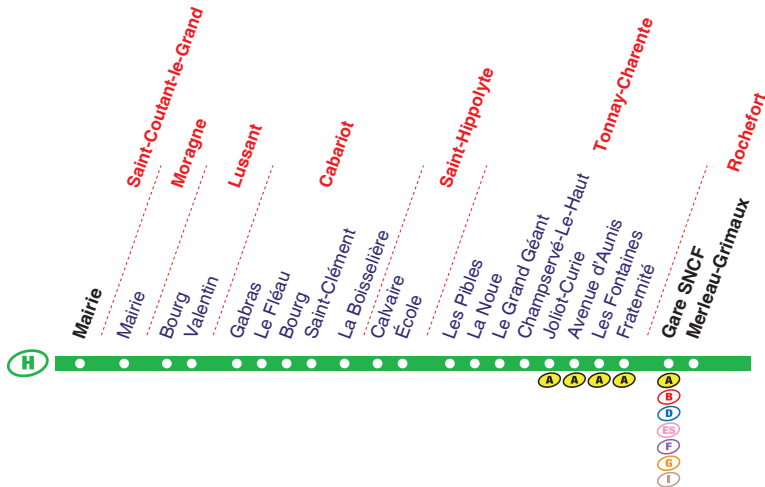 Saint-Coutant-le-Grand
Moragne
Lussant
Cabariot
Saint-Hippolyte
Tonnay-Charente
Rochefort
Mairie
Mairie
Bourg
Valentin
Gabras
Le Fléau
Bourg
Saint-Clément
La Boisselière
Calvaire
École
Les Pibles
La Noue
Le Grand Géant
Champservé-Le-Haut
Joliot-Curie
Avenue d'Aunis
Les Fontaines
Fraternité
Gare SNCF
Merleau-Grimaux
H
A
A
A
A
A
B
D
ES
F
G
I